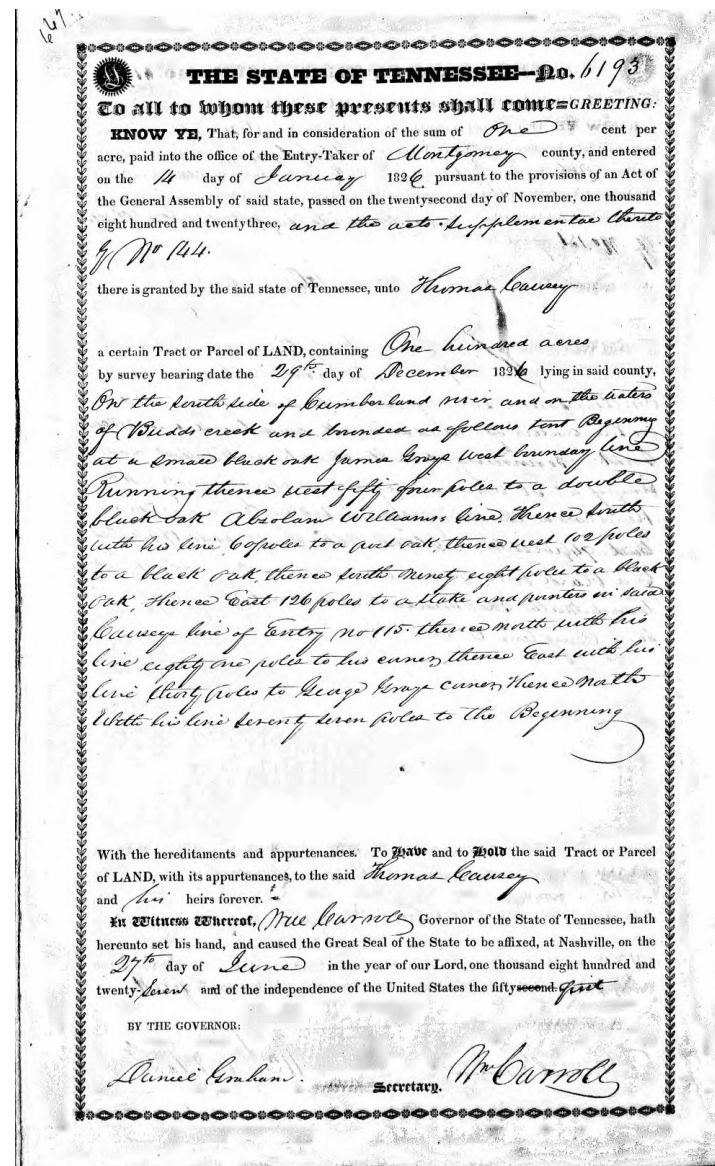 667
THE STATE OF TENNESSEE—No. 6193
To all to whom these presents shall come=GREETING:
KNOW YE, That, for and in consideration of the sum of One cent per
acre, paid into the office of the Entry-Taker of Montgomey county, and entered
on the 14 day of January 1826 pursuant to the provisions of an Act of
the General Assembly of said state, passed on the twentysecond day of November, one thousand
eight hundred and twentythree, and the acts supplementae thereto
No 144.
there is granted by the said state of Tennessee, unto Thomas Causey
a certain Tract or Parcel of LAND, containing One hundred acres
by survey bearing date the 29th day of December 1826 lying in said county,
On the South side of Cumberland river and on the waters
of Budds creek and bounded as follows Beginning
at a small black oak James Grays west boundary line
Running thence west fifty four poles to a double
black oak Absolam Williams line. Thence South
with his line 60 poles to a post oak, thence west 102 poles
to a black oak, thence South ninety eight poles to a black
oak, thence East 126 poles to a stake and pointers in said
Causeys line of Entry no 115. thence north with his
line eighty one poles to his corner, thence East with his
line thirty poles to George Grays corner, Thence North
With his line seventy seven poles to the Beginning
With the hereditaments and appurtenances. To Have and to Hold the said Tract or Parcel
of LAND, with its appurtenances, to the said Thomas Causey
and his heirs forever.
In Witness Whereof, Will Carroll Governor of the State of Tennessee, hath
hereunto set his hand, and caused the Great Seal of the State to be affixed, at Nashville, on the
27th day of June in the year of our Lord, one thousand eight hundred and
twenty-seven and of the independence of the United States the fiftysecond. first
BY THE GOVERNOR:
Wm Carroll
Daniel Graham. Secretary.